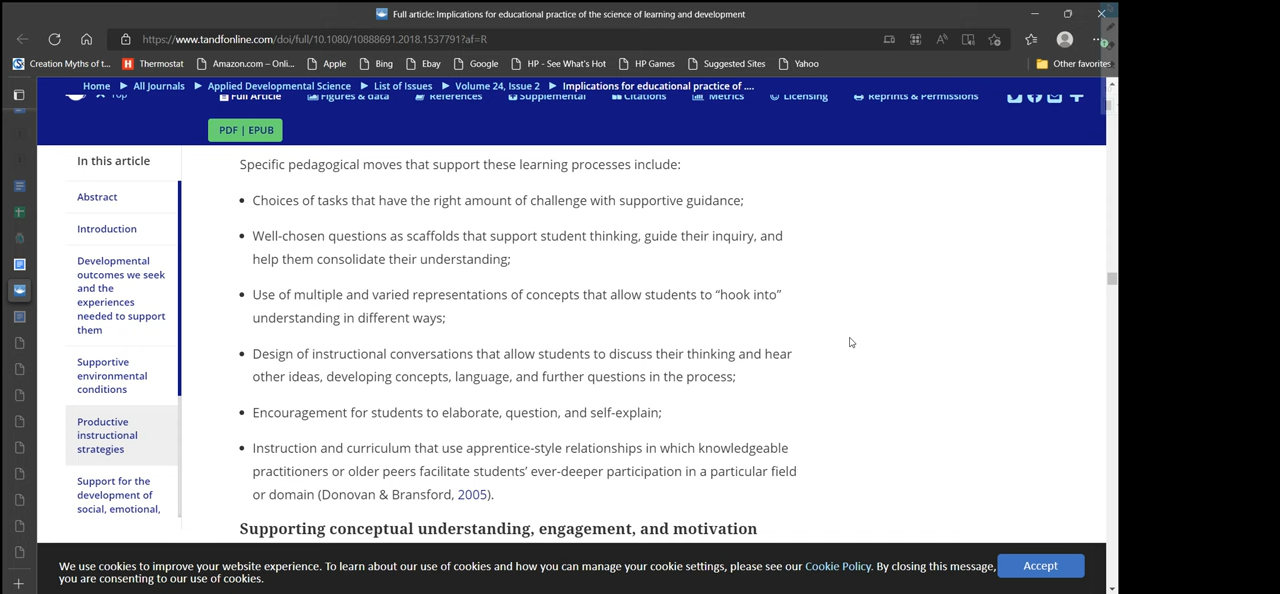 Full article: Implications for educational practice of the science of learning and development
https://www.tandfonline.com/doi/full/10.1080/10888691.2018.1537791?af=R
Creation Myths of t... Thermostat Amazon.com – Onli... Apple Bing Ebay Google HP - See What's Hot HP Games Suggested Sites Yahoo Other favorites
Home All Journals Applied Developmental Science List of Issues Volume 24, Issue 2 Implications for educational practice of ....
Top Full Article Figures & data References Supplemental Citations Metrics Licensing Reprints & Permissions
PDF | EPUB
In this article
Abstract
Introduction
Developmental
outcomes we seek
and the
experiences
needed to support
them
Supportive
environmental
conditions
Productive
instructional
strategies
Support for the
development of
social, emotional,
Specific pedagogical moves that support these learning processes include:
• Choices of tasks that have the right amount of challenge with supportive guidance;
• Well-chosen questions as scaffolds that support student thinking, guide their inquiry, and
help them consolidate their understanding;
• Use of multiple and varied representations of concepts that allow students to “hook into”
understanding in different ways;
• Design of instructional conversations that allow students to discuss their thinking and hear
other ideas, developing concepts, language, and further questions in the process;
• Encouragement for students to elaborate, question, and self-explain;
• Instruction and curriculum that use apprentice-style relationships in which knowledgeable
practitioners or older peers facilitate students’ ever-deeper participation in a particular field
or domain (Donovan & Bransford, 2005).
Supporting conceptual understanding, engagement, and motivation
We use cookies to improve your website experience. To learn about our use of cookies and how you can manage your cookie settings, please see our Cookie Policy. By closing this message,
you are consenting to our use of cookies.
Accept